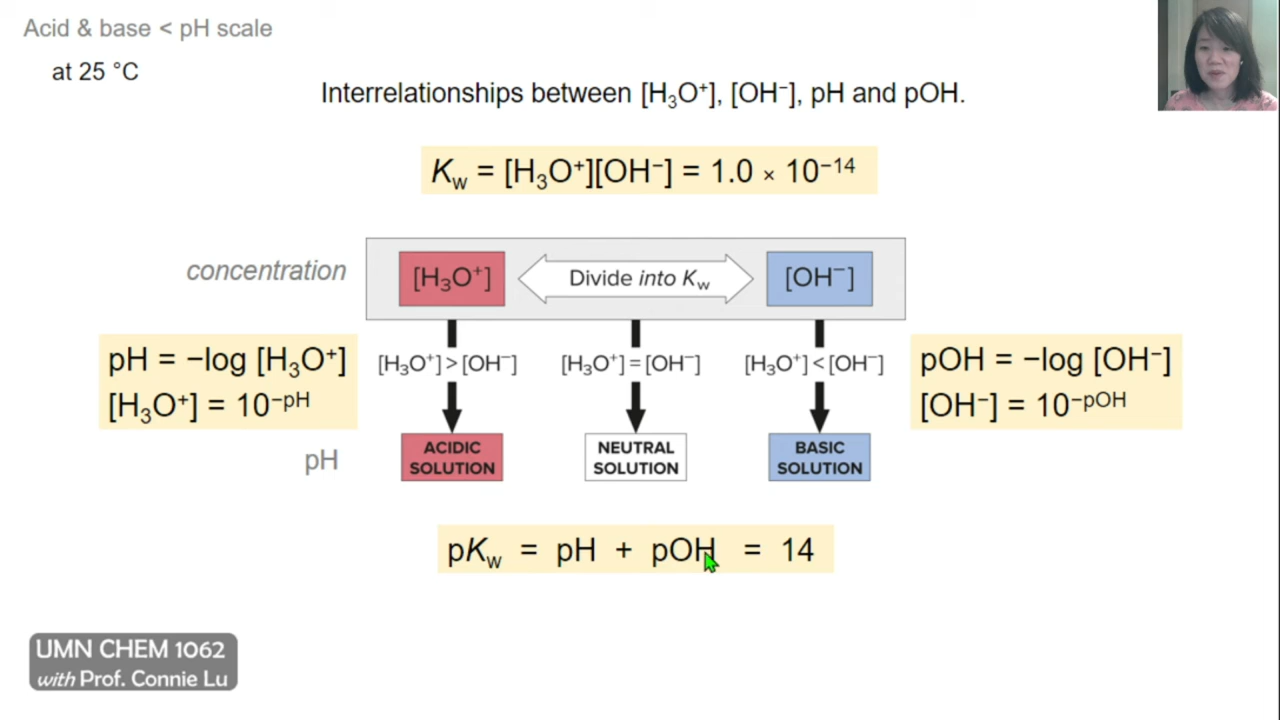 Acid & base < pH scale
at 25 °C
Interrelationships between [H₃O⁺], [OH⁻], pH and pOH.
Kw = [H₃O⁺][OH⁻] = 1.0 × 10⁻¹⁴
concentration
[H₃O⁺]
Divide into Kw
[OH⁻]
pH = −log [H₃O⁺]
[H₃O⁺] = 10⁻ᵖᴴ
[H₃O⁺] > [OH⁻]
[H₃O⁺] = [OH⁻]
[H₃O⁺] < [OH⁻]
pOH = −log [OH⁻]
[OH⁻] = 10⁻ᵖᴼᴴ
pH
ACIDIC
SOLUTION
NEUTRAL
SOLUTION
BASIC
SOLUTION
pKw = pH + pOH = 14
UMN CHEM 1062
with Prof. Connie Lu